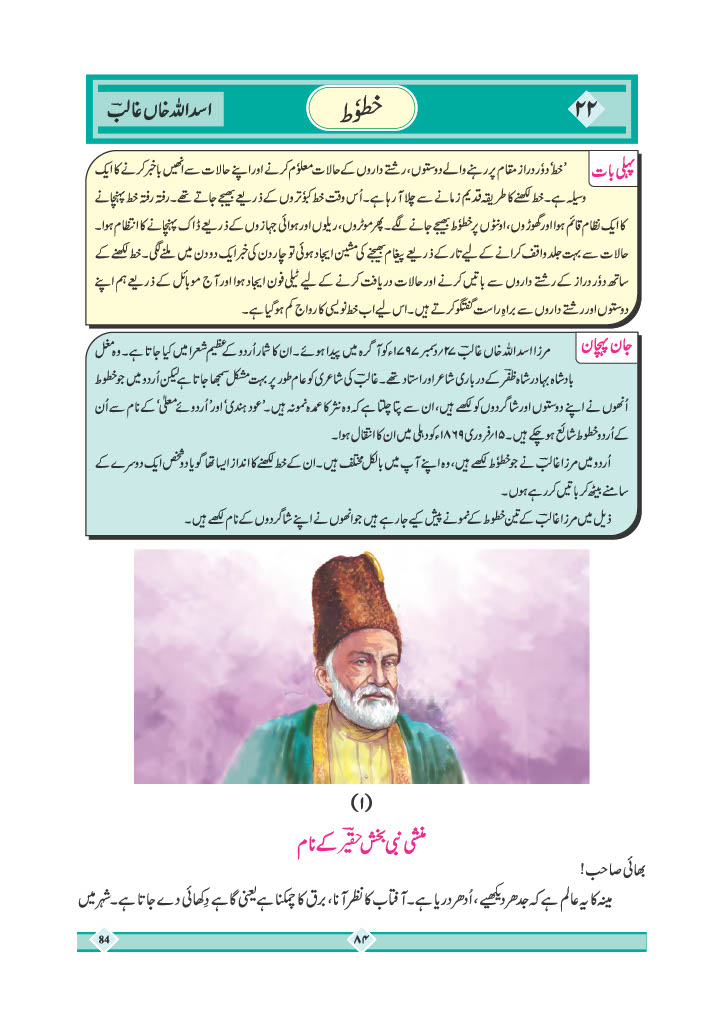 ۲۲
خطوٗط
اسد اللہ خاں غالبؔ
پہلی بات
’خط‘ دوٗر دراز مقام پر رہنے والے دوستوں، رشتے داروں کے حالات معلوٗم کرنے اور اپنے حالات سے انھیں باخبر کرنے کا ایک
وسیلہ ہے۔ خط لکھنے کا طریقہ قدیم زمانے سے چلا آ رہا ہے۔ اُس وقت خط کبوٗتروں کے ذریعے بھیجے جاتے تھے۔ رفتہ رفتہ خط پہنچانے
کا ایک نظام قائم ہوا اور گھوڑوں، اونٹوں پر خطوٗط بھیجے جانے لگے۔ پھر موٹروں، ریلوں اور ہوائی جہازوں کے ذریعے ڈاک پہنچانے کا انتظام ہوا۔
حالات سے بہت جلد واقف کرانے کے لیے تار کے ذریعے پیغام بھیجنے کی مشین ایجاد ہوئی تو چار دن کی خبر ایک دو دن میں ملنے لگی۔ خط لکھنے کے
ساتھ دوٗر دراز کے رشتے داروں سے باتیں کرنے اور حالات دریافت کرنے کے لیے ٹیلی فون ایجاد ہوا اور آج موبائل کے ذریعے ہم اپنے
دوستوں اور رشتے داروں سے براہِ راست گفتگو کرتے ہیں۔ اس لیے اب خط نویسی کا رواج کم ہو گیا ہے۔
جان پہچان
مرزا اسد اللہ خاں غالبؔ ۲۷؍دسمبر ۱۷۹۷ء کو آگرہ میں پیدا ہوئے۔ ان کا شمار اُردو کے عظیم شعرا میں کیا جاتا ہے۔ وہ مغل
بادشاہ بہادر شاہ ظفرؔ کے درباری شاعر اور استاد تھے۔ غالبؔ کی شاعری کو عام طور پر بہت مشکل سمجھا جاتا ہے لیکن اُردو میں جو خطوط
اُنھوں نے اپنے دوستوں اور شاگردوں کو لکھے ہیں، ان سے پتا چلتا ہے کہ وہ نثر کا عمدہ نمونہ ہیں۔ ’عود ہندی‘ اور ’اُردوئے معلیٰ‘ کے نام سے اُن
کے اُردو خطوط شائع ہو چکے ہیں۔ ۱۵؍فروری ۱۸۶۹ء کو دہلی میں ان کا انتقال ہوا۔
اُردو میں مرزا غالبؔ نے جو خطوٗط لکھے ہیں، وہ اپنے آپ میں بالکل مختلف ہیں۔ ان کے خط لکھنے کا انداز ایسا تھا گویا دو شخص ایک دوسرے کے
سامنے بیٹھ کر باتیں کر رہے ہوں۔
ذیل میں مرزا غالبؔ کے تین خطوط کے نمونے پیش کیے جا رہے ہیں جو انھوں نے اپنے شاگردوں کے نام لکھے ہیں۔
(۱)
منشی نبی بخش حقیرؔ کے نام
بھائی صاحب!
مینہ کا یہ عالم ہے کہ جدھر دیکھیے، اُدھر دریا ہے۔ آفتاب کا نظر آنا، برق کا چمکنا ہے یعنی گاہے دِکھائی دے جاتا ہے۔ شہر میں
84
۸۴